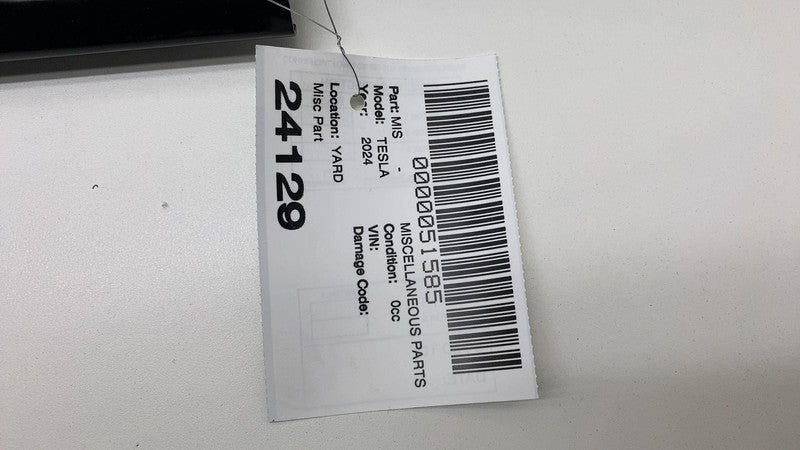 0000051585
Part: MIS - MISCELLANEOUS PARTS
Model: TESLA Condition: 0cc
Year: 2024 VIN:
Damage Code:
Location: YARD
Misc Part
24129